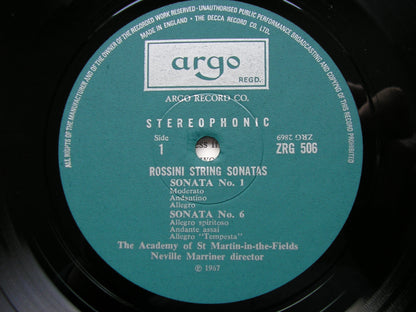 ALL RIGHTS OF THE MANUFACTURER AND OF THE OWNER OF THE RECORDED WORK RESERVED · UNAUTHORISED PUBLIC PERFORMANCE BROADCASTING AND COPYING OF THIS RECORD PROHIBITED
MADE IN ENGLAND · THE DECCA RECORD CO. LTD.
argo
REGD.
ARGO RECORD CO.
STEREOPHONIC
Side
1
ZRG 2869
ZRG 506
ROSSINI STRING SONATAS
SONATA No. 1
Moderato
Andantino
Allegro
SONATA No. 6
Allegro spiritoso
Andante assai
Allegro "Tempesta"
The Academy of St Martin-in-the-Fields
Neville Marriner director
℗ 1967